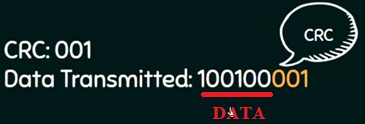 CRC
CRC: 001
Data Transmitted: 100100001
DATA